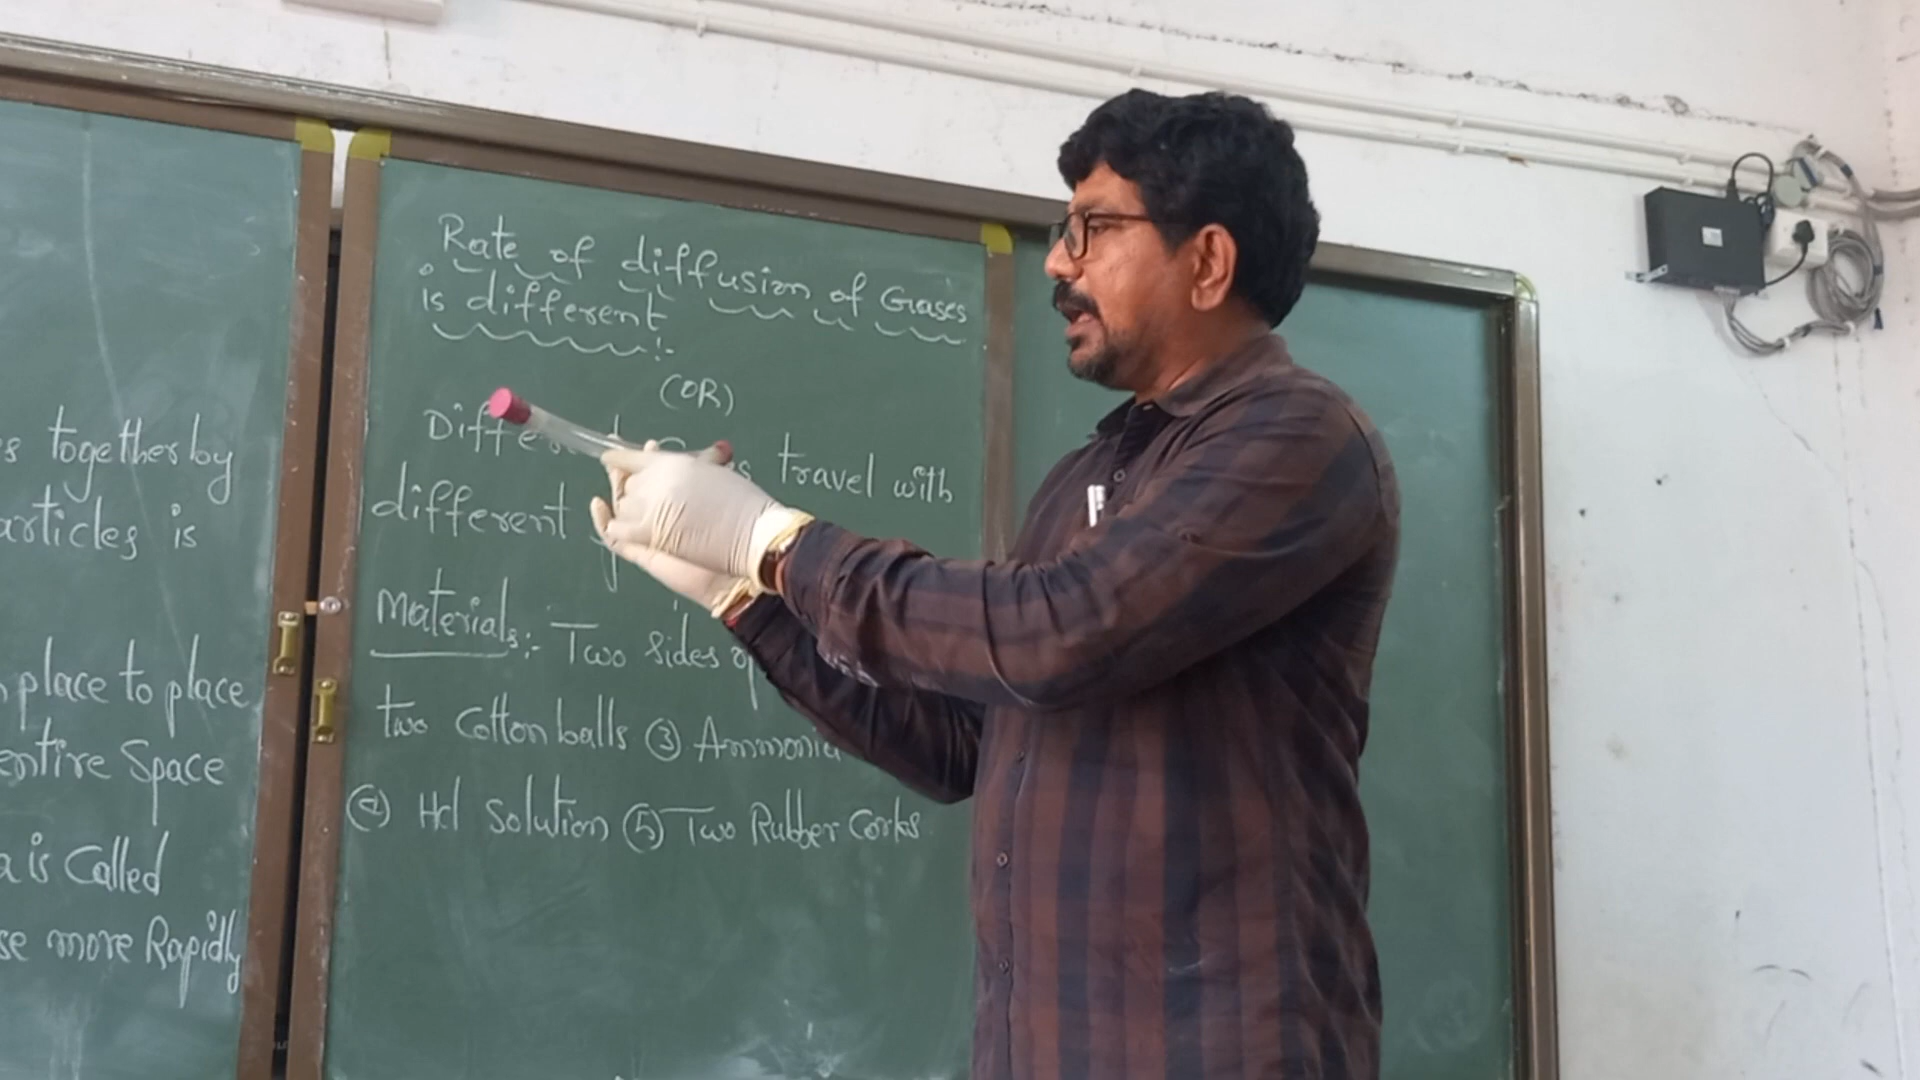 s together by
articles is
place to place
entire Space
a is Called
se more Rapidly
Rate of diffusion of Gases
is different:-
(OR)
travel with
different
Materials:- Two sides
two Cotton balls ③ Ammonia
④ Hcl Solution ⑤ Two Rubber Corks